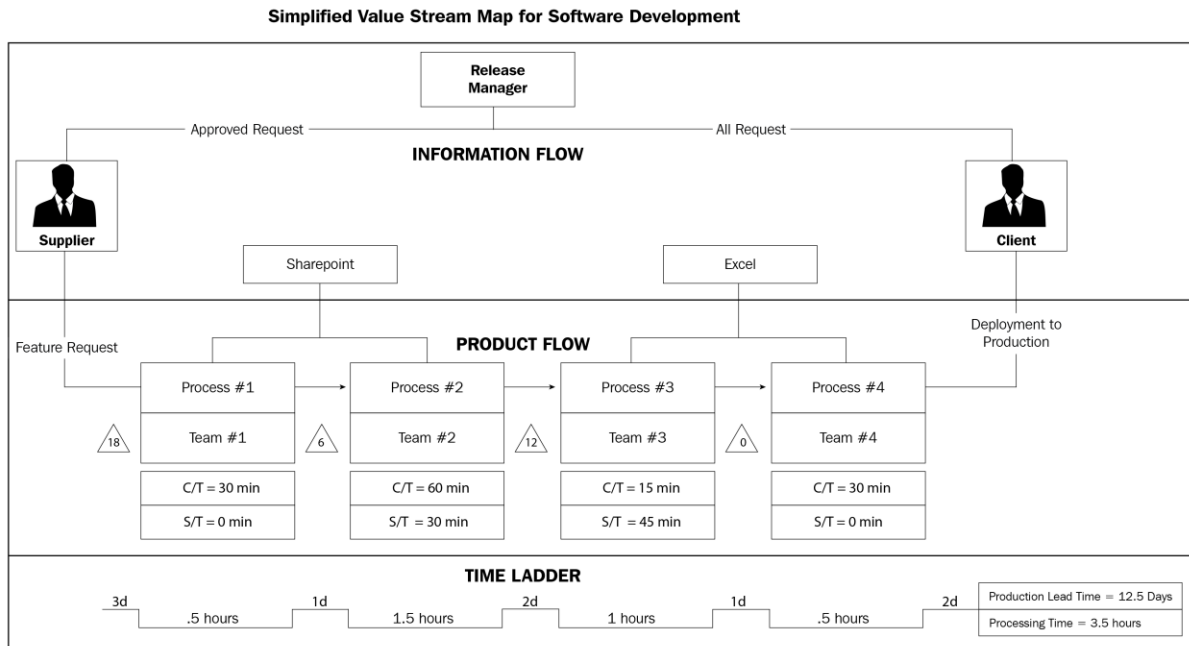 Simplified Value Stream Map for Software Development
Release
Manager
Approved Request
All Request
INFORMATION FLOW
Supplier
Client
Sharepoint
Excel
Feature Request
PRODUCT FLOW
Deployment to
Production
Process #1
Process #2
Process #3
Process #4
18
Team #1
6
Team #2
12
Team #3
0
Team #4
C/T = 30 min
C/T = 60 min
C/T = 15 min
C/T = 30 min
S/T = 0 min
S/T = 30 min
S/T = 45 min
S/T = 0 min
TIME LADDER
3d
.5 hours
1d
1.5 hours
2d
1 hours
1d
.5 hours
2d
Production Lead Time = 12.5 Days
Processing Time = 3.5 hours